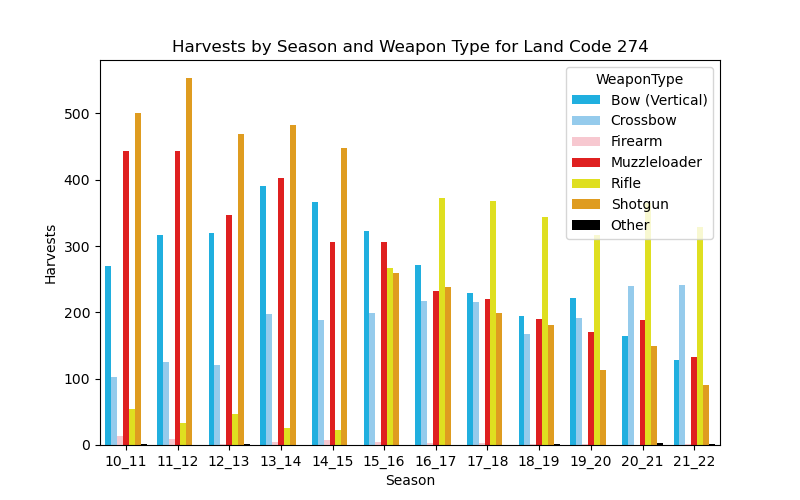 Harvests by Season and Weapon Type for Land Code 274
WeaponType
Bow (Vertical)
Crossbow
Firearm
Muzzleloader
Rifle
Shotgun
Other
Harvests
500
400
300
200
100
0
10_11 11_12 12_13 13_14 14_15 15_16 16_17 17_18 18_19 19_20 20_21 21_22
Season